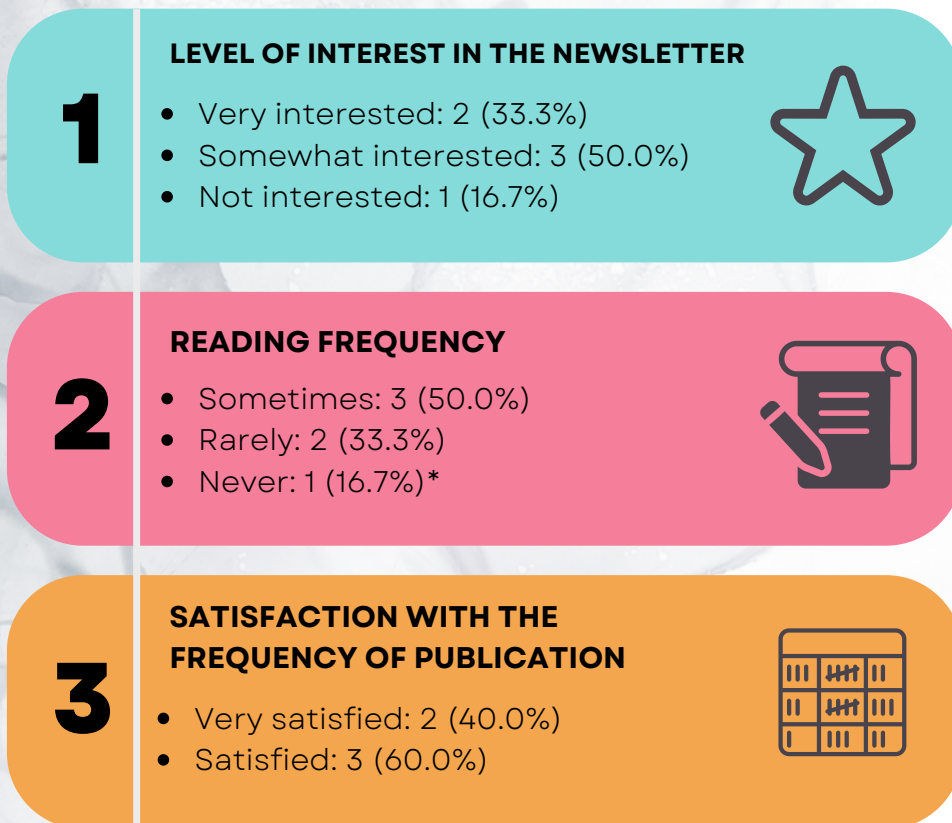 1
LEVEL OF INTEREST IN THE NEWSLETTER
• Very interested: 2 (33.3%)
• Somewhat interested: 3 (50.0%)
• Not interested: 1 (16.7%)
2
READING FREQUENCY
• Sometimes: 3 (50.0%)
• Rarely: 2 (33.3%)
• Never: 1 (16.7%)*
3
SATISFACTION WITH THE
FREQUENCY OF PUBLICATION
• Very satisfied: 2 (40.0%)
• Satisfied: 3 (60.0%)